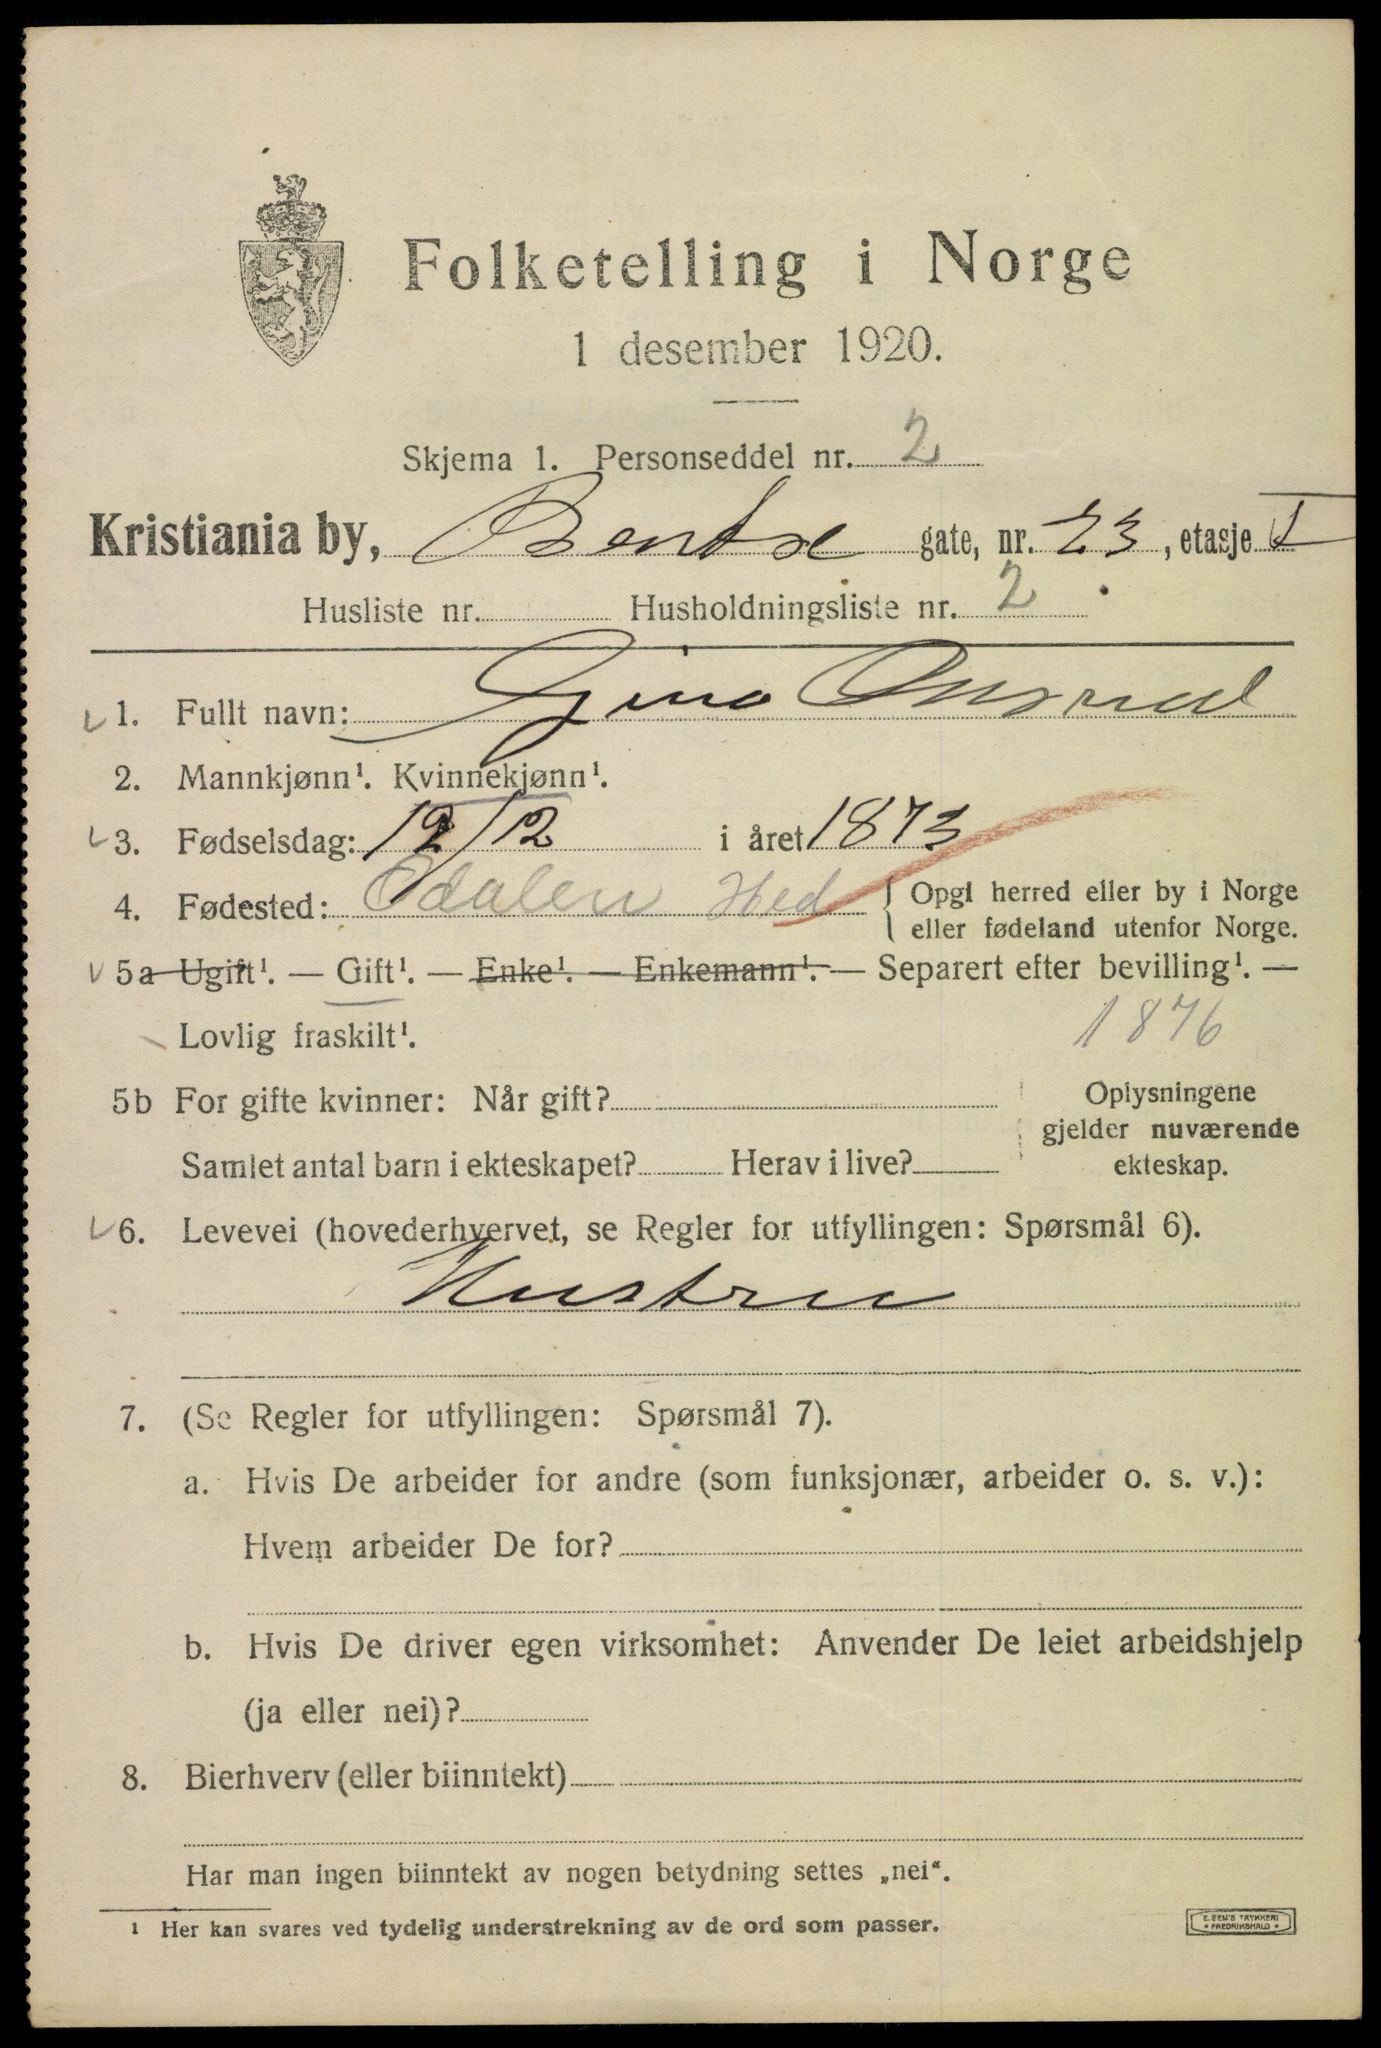 Folketelling i Norge
1 desember 1920.
Skjema 1. Personseddel nr. 2
Kristiania by, Bentse gate, nr. 23, etasje I
Husliste nr. Husholdningsliste nr. 2
1. Fullt navn: Gina
2. Mannkjønn¹. Kvinnekjønn¹.
3. Fødselsdag: 12/12 i året 1873
4. Fødested: Odalen Hed { Opgi herred eller by i Norge
eller fødeland utenfor Norge.
5a Ugift¹. — Gift¹. — Enke¹. — Enkemann¹. — Separert efter bevilling¹. —
Lovlig fraskilt¹. 1876
5b For gifte kvinner: Når gift? Oplysningene
gjelder nuværende
Samlet antal barn i ekteskapet? Herav i live? ekteskap.
6. Levevei (hovederhvervet, se Regler for utfyllingen: Spørsmål 6).
Hustru
7. (Se Regler for utfyllingen: Spørsmål 7).
a. Hvis De arbeider for andre (som funksjonær, arbeider o. s. v.):
Hvem arbeider De for?
b. Hvis De driver egen virksomhet: Anvender De leiet arbeidshjelp
(ja eller nei)?
8. Bierhverv (eller biinntekt)
Har man ingen biinntekt av nogen betydning settes „nei“.
¹ Her kan svares ved tydelig understrekning av de ord som passer.
E. SEM'S TRYKKERI
• FREDRIKSHALD •